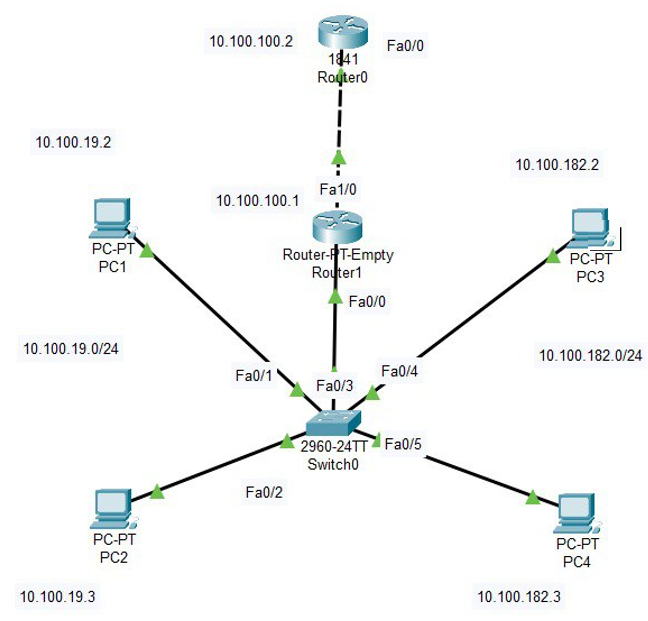 10.100.100.2
Fa0/0
1841
Router0
10.100.19.2
10.100.182.2
Fa1/0
10.100.100.1
PC-PT
PC1
Router-PT-Empty
Router1
PC-PT
PC3
Fa0/0
10.100.19.0/24
10.100.182.0/24
Fa0/1
Fa0/3
Fa0/4
2960-24TT
Switch0
Fa0/5
Fa0/2
PC-PT
PC2
PC-PT
PC4
10.100.19.3
10.100.182.3